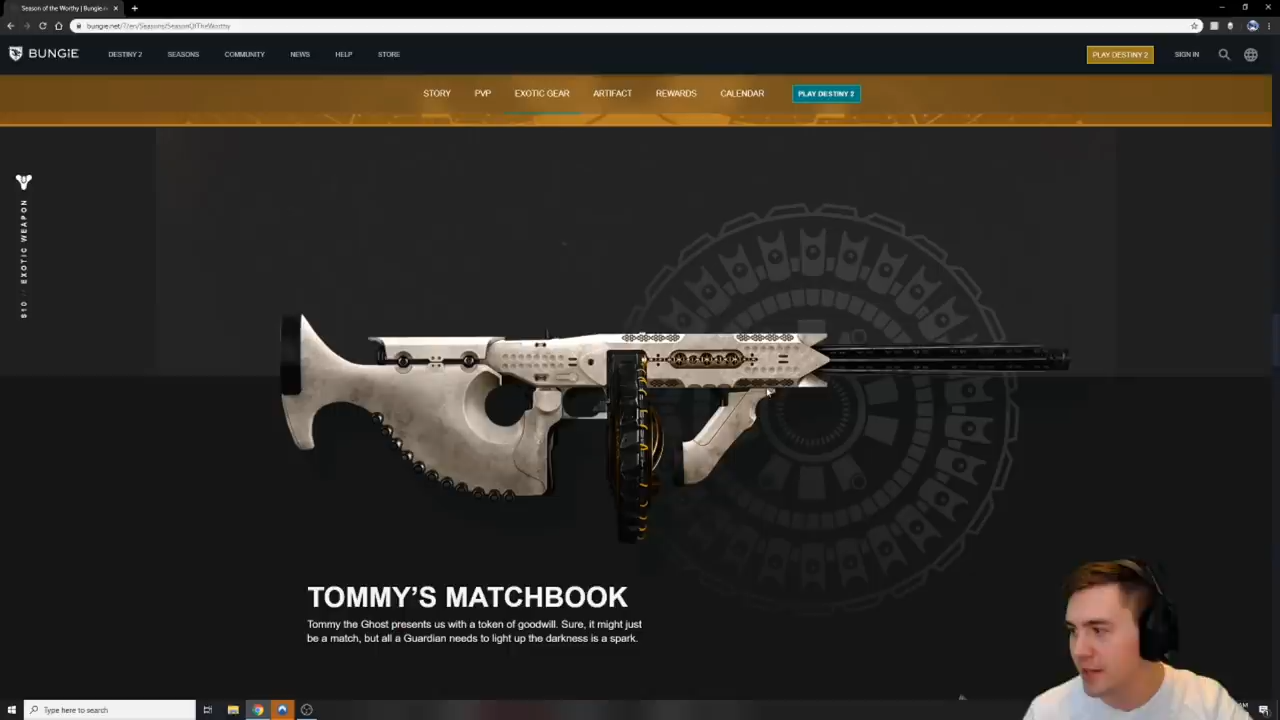 Season of the Worthy | Bungie.n
bungie.net/7/en/Seasons/SeasonOfTheWorthy
BUNGIE
DESTINY 2
SEASONS
COMMUNITY
NEWS
HELP
STORE
PLAY DESTINY 2
SIGN IN
STORY
PVP
EXOTIC GEAR
ARTIFACT
REWARDS
CALENDAR
PLAY DESTINY 2
S10 // EXOTIC WEAPON
TOMMY'S MATCHBOOK
Tommy the Ghost presents us with a token of goodwill. Sure, it might just
be a match, but all a Guardian needs to light up the darkness is a spark.
Type here to search